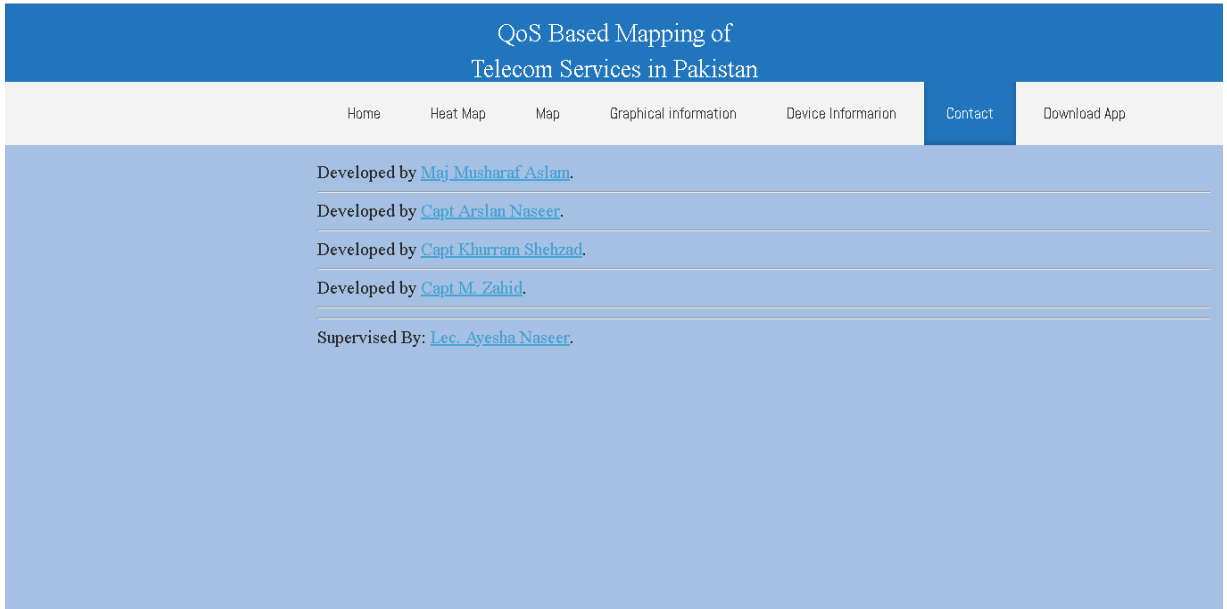 QoS Based Mapping of
Telecom Services in Pakistan
Home Heat Map Map Graphical information Device Informarion Contact Download App
Developed by Maj Musharaf Aslam.
Developed by Capt Arslan Naseer.
Developed by Capt Khurram Shehzad.
Developed by Capt M. Zahid.
Supervised By: Lec. Ayesha Naseer.